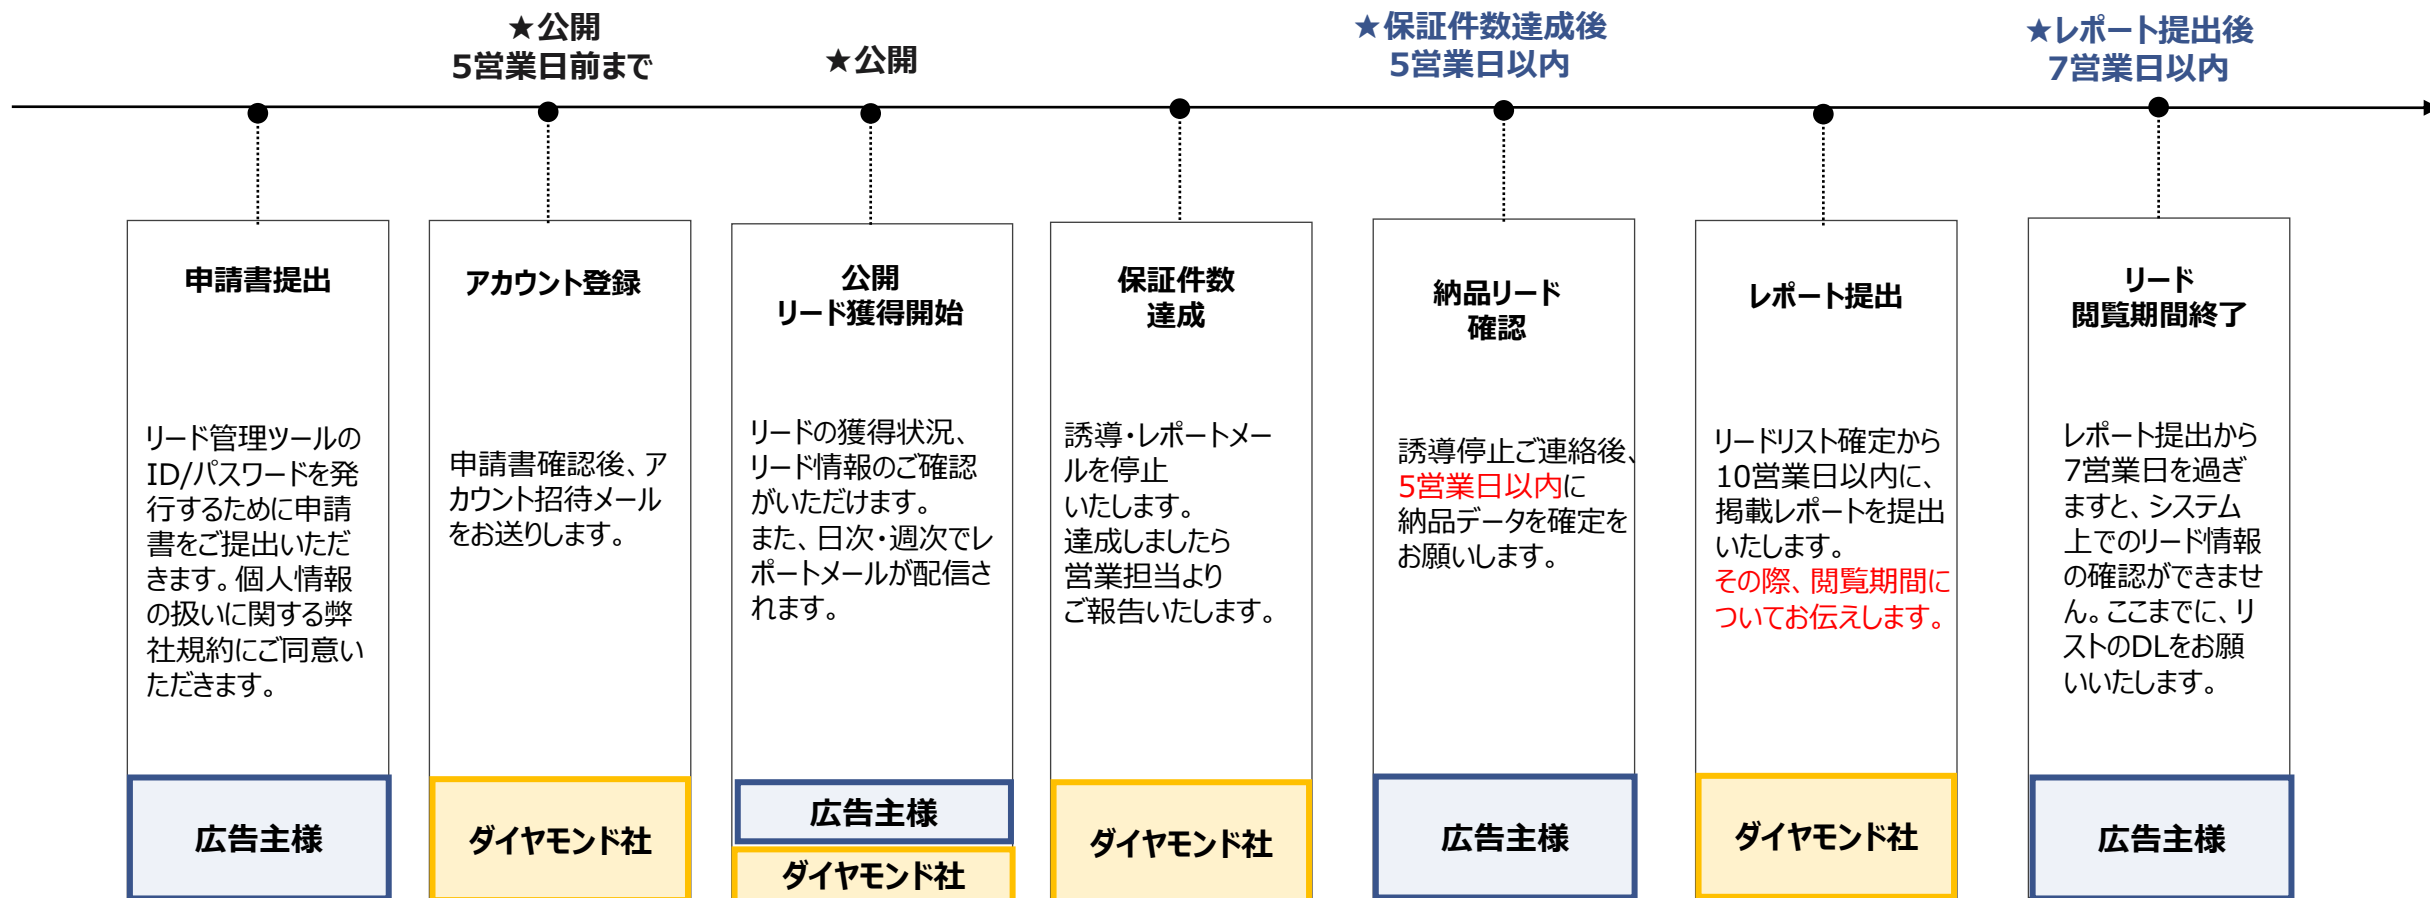 ★公開
5営業日前まで
★公開
★保証件数達成後
5営業日以内
★レポート提出後
7営業日以内
申請書提出
リード管理ツールの
ID/パスワードを発
行するために申請
書をご提出いただ
きます。個人情報
の扱いに関する弊
社規約にご同意い
ただきます。
広告主様
アカウント登録
申請書確認後、ア
カウント招待メール
をお送りします。
ダイヤモンド社
公開
リード獲得開始
リードの獲得状況、
リード情報のご確認
がいただけます。
また、日次・週次でレ
ポートメールが配信さ
れます。
広告主様
ダイヤモンド社
保証件数
達成
誘導・レポートメー
ルを停止
いたします。
達成しましたら
営業担当より
ご報告いたします。
ダイヤモンド社
納品リード
確認
誘導停止ご連絡後、
5営業日以内に
納品データを確定を
お願いします。
広告主様
レポート提出
リードリスト確定から
10営業日以内に、
掲載レポートを提出
いたします。
その際、閲覧期間に
ついてお伝えします。
ダイヤモンド社
リード
閲覧期間終了
レポート提出から
7営業日を過ぎ
ますと、システム
上でのリード情報
の確認ができませ
ん。ここまでに、リ
ストのDLをお願
いいたします。
広告主様